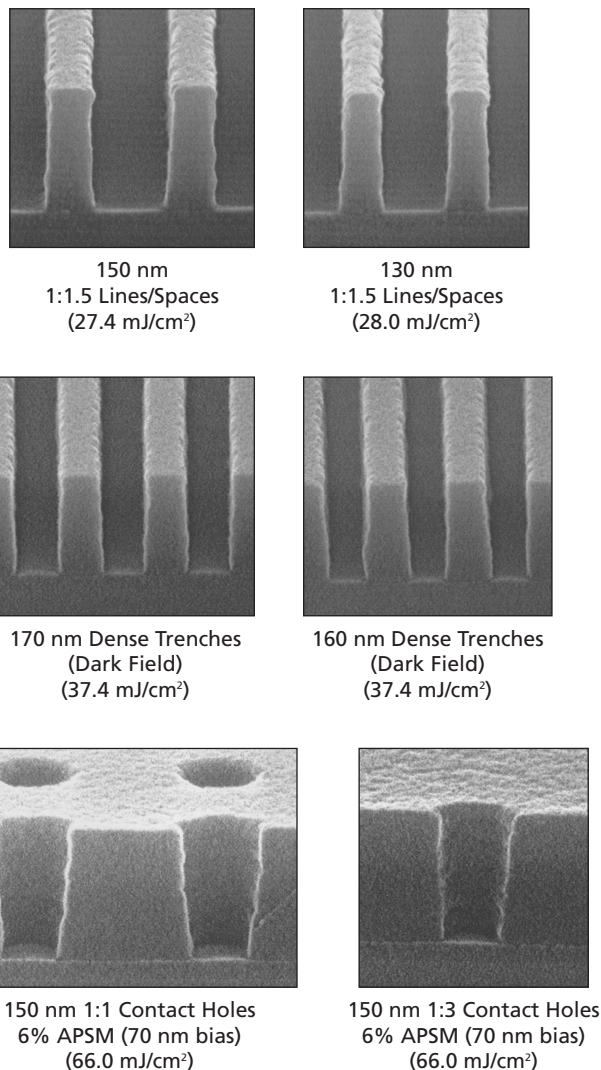 150 nm
1:1.5 Lines/Spaces
(27.4 mJ/cm²)
130 nm
1:1.5 Lines/Spaces
(28.0 mJ/cm²)
170 nm Dense Trenches
(Dark Field)
(37.4 mJ/cm²)
160 nm Dense Trenches
(Dark Field)
(37.4 mJ/cm²)
150 nm 1:1 Contact Holes
6% APSM (70 nm bias)
(66.0 mJ/cm²)
150 nm 1:3 Contact Holes
6% APSM (70 nm bias)
(66.0 mJ/cm²)